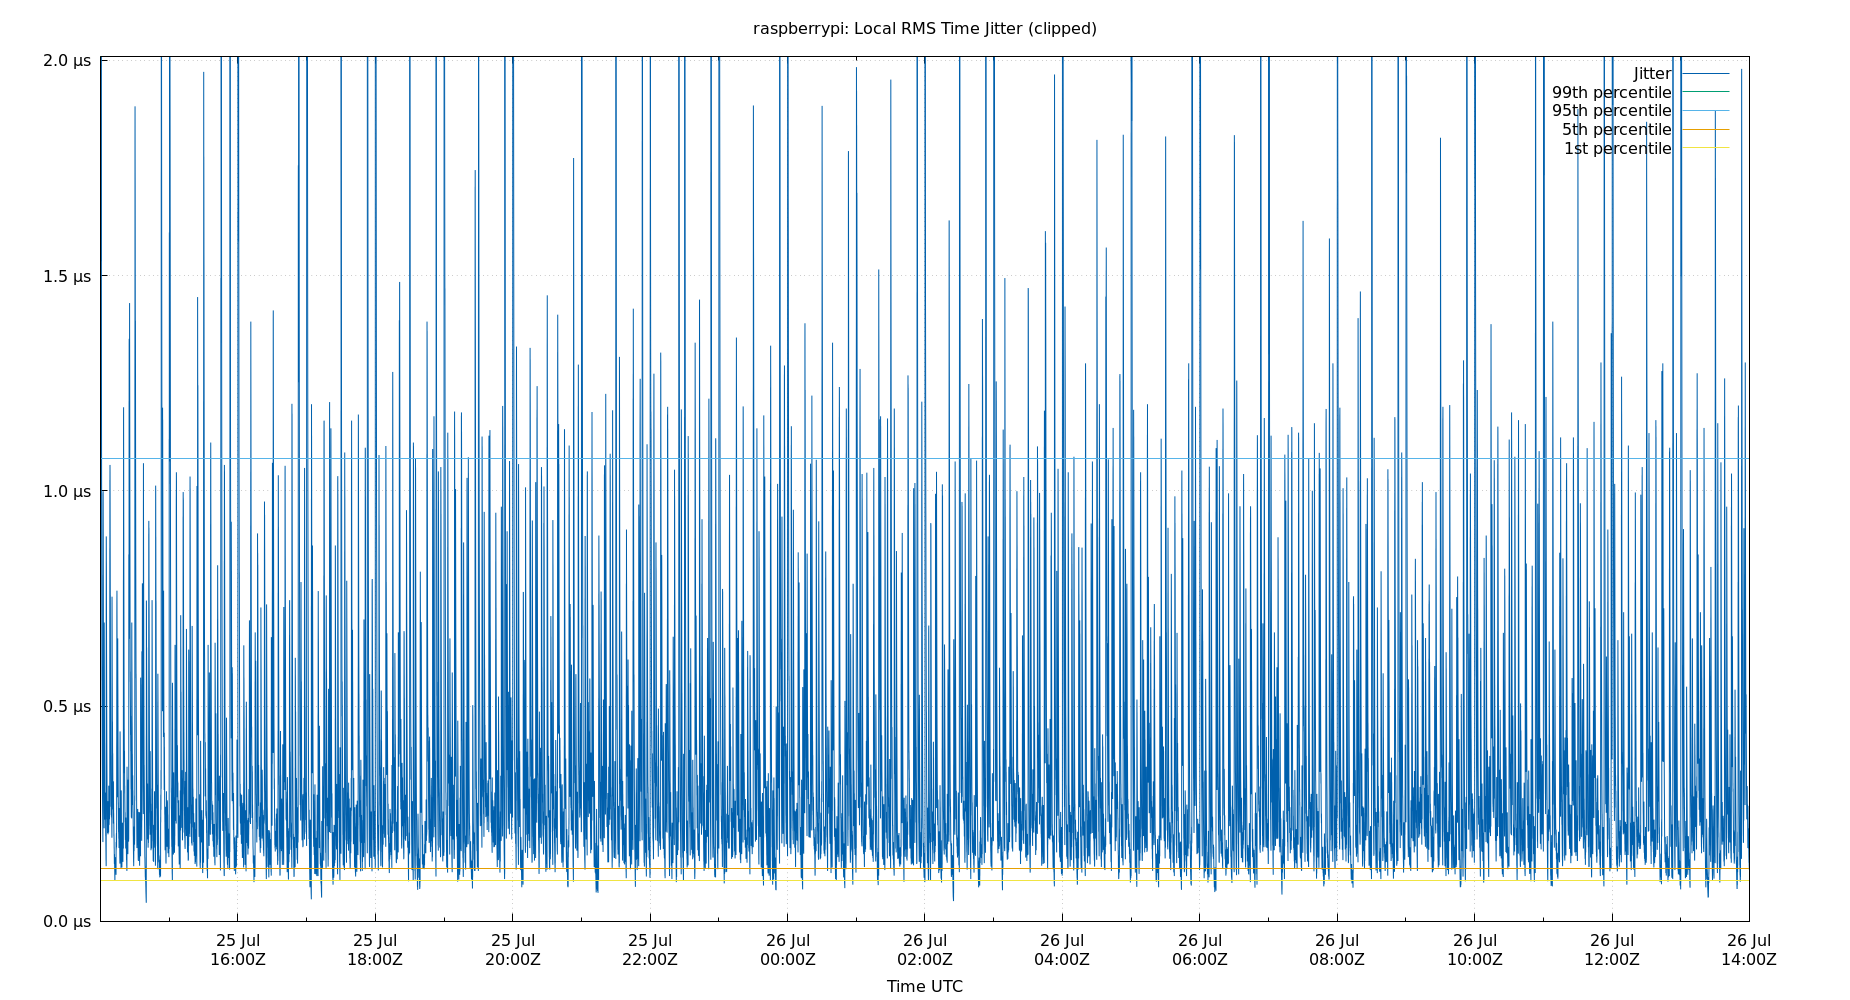 raspberrypi: Local RMS Time Jitter (clipped)
2.0 μs
1.5 μs
1.0 μs
0.5 μs
0.0 μs
Jitter
99th percentile
95th percentile
5th percentile
1st percentile
25 Jul 25 Jul 25 Jul 25 Jul 26 Jul 26 Jul 26 Jul 26 Jul 26 Jul 26 Jul 26 Jul 26 Jul
16:00Z 18:00Z 20:00Z 22:00Z 00:00Z 02:00Z 04:00Z 06:00Z 08:00Z 10:00Z 12:00Z 14:00Z
Time UTC